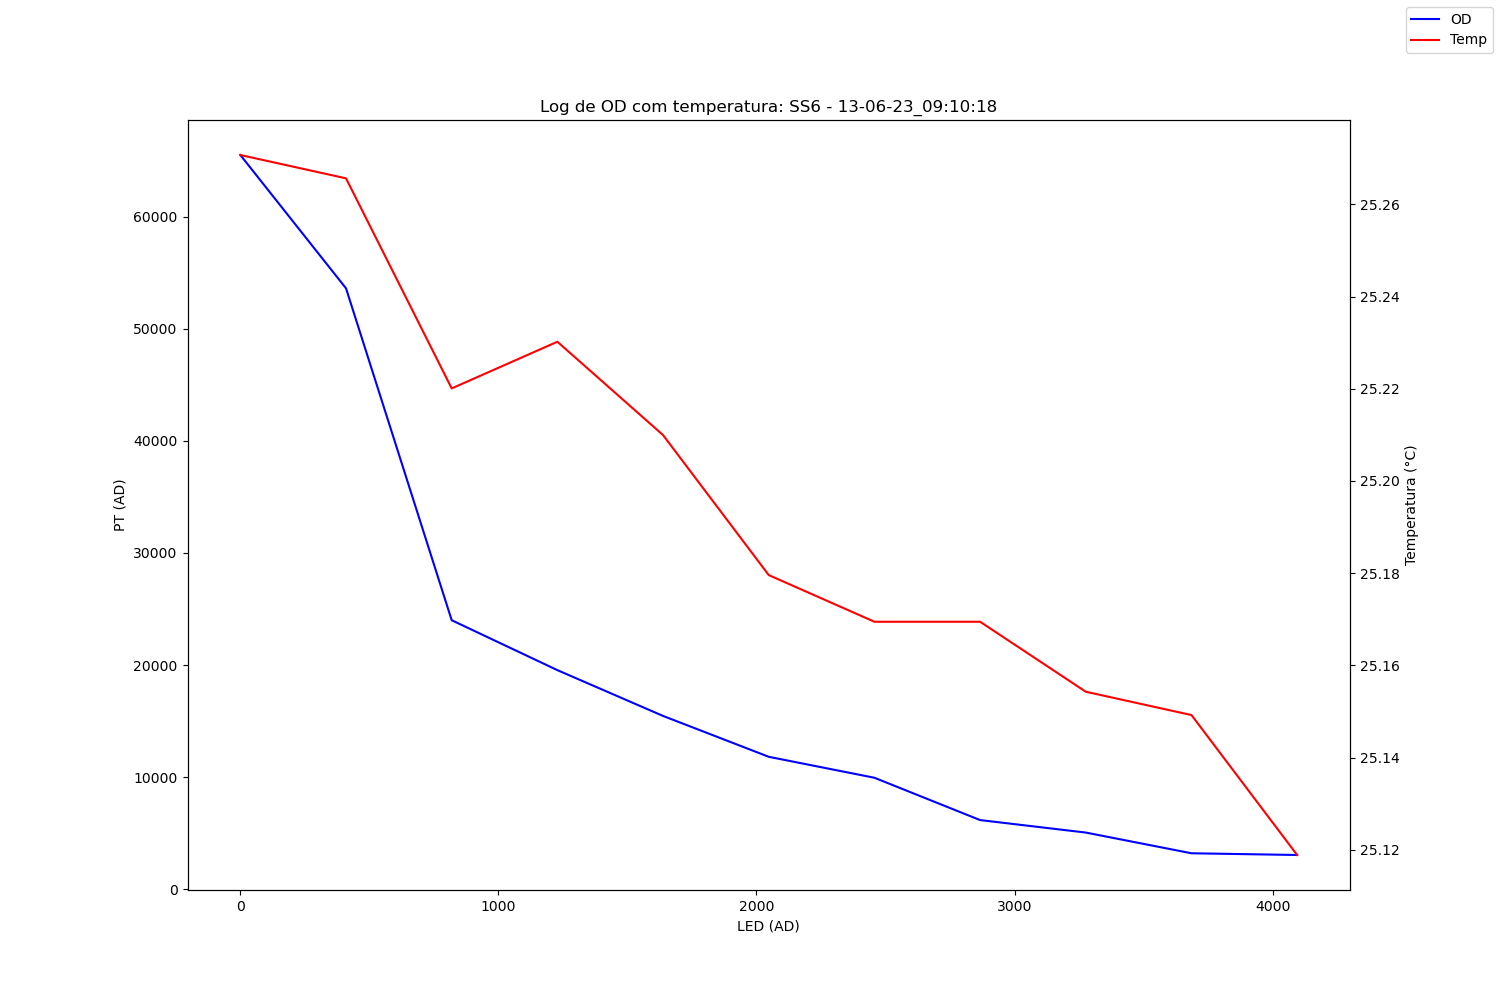 OD
Temp
Log de OD com temperatura: SS6 - 13-06-23_09:10:18
PT (AD)
60000
50000
40000
30000
20000
10000
0
0 1000 2000 3000 4000
LED (AD)
25.26
25.24
25.22
25.20
25.18
25.16
25.14
25.12
Temperatura (°C)